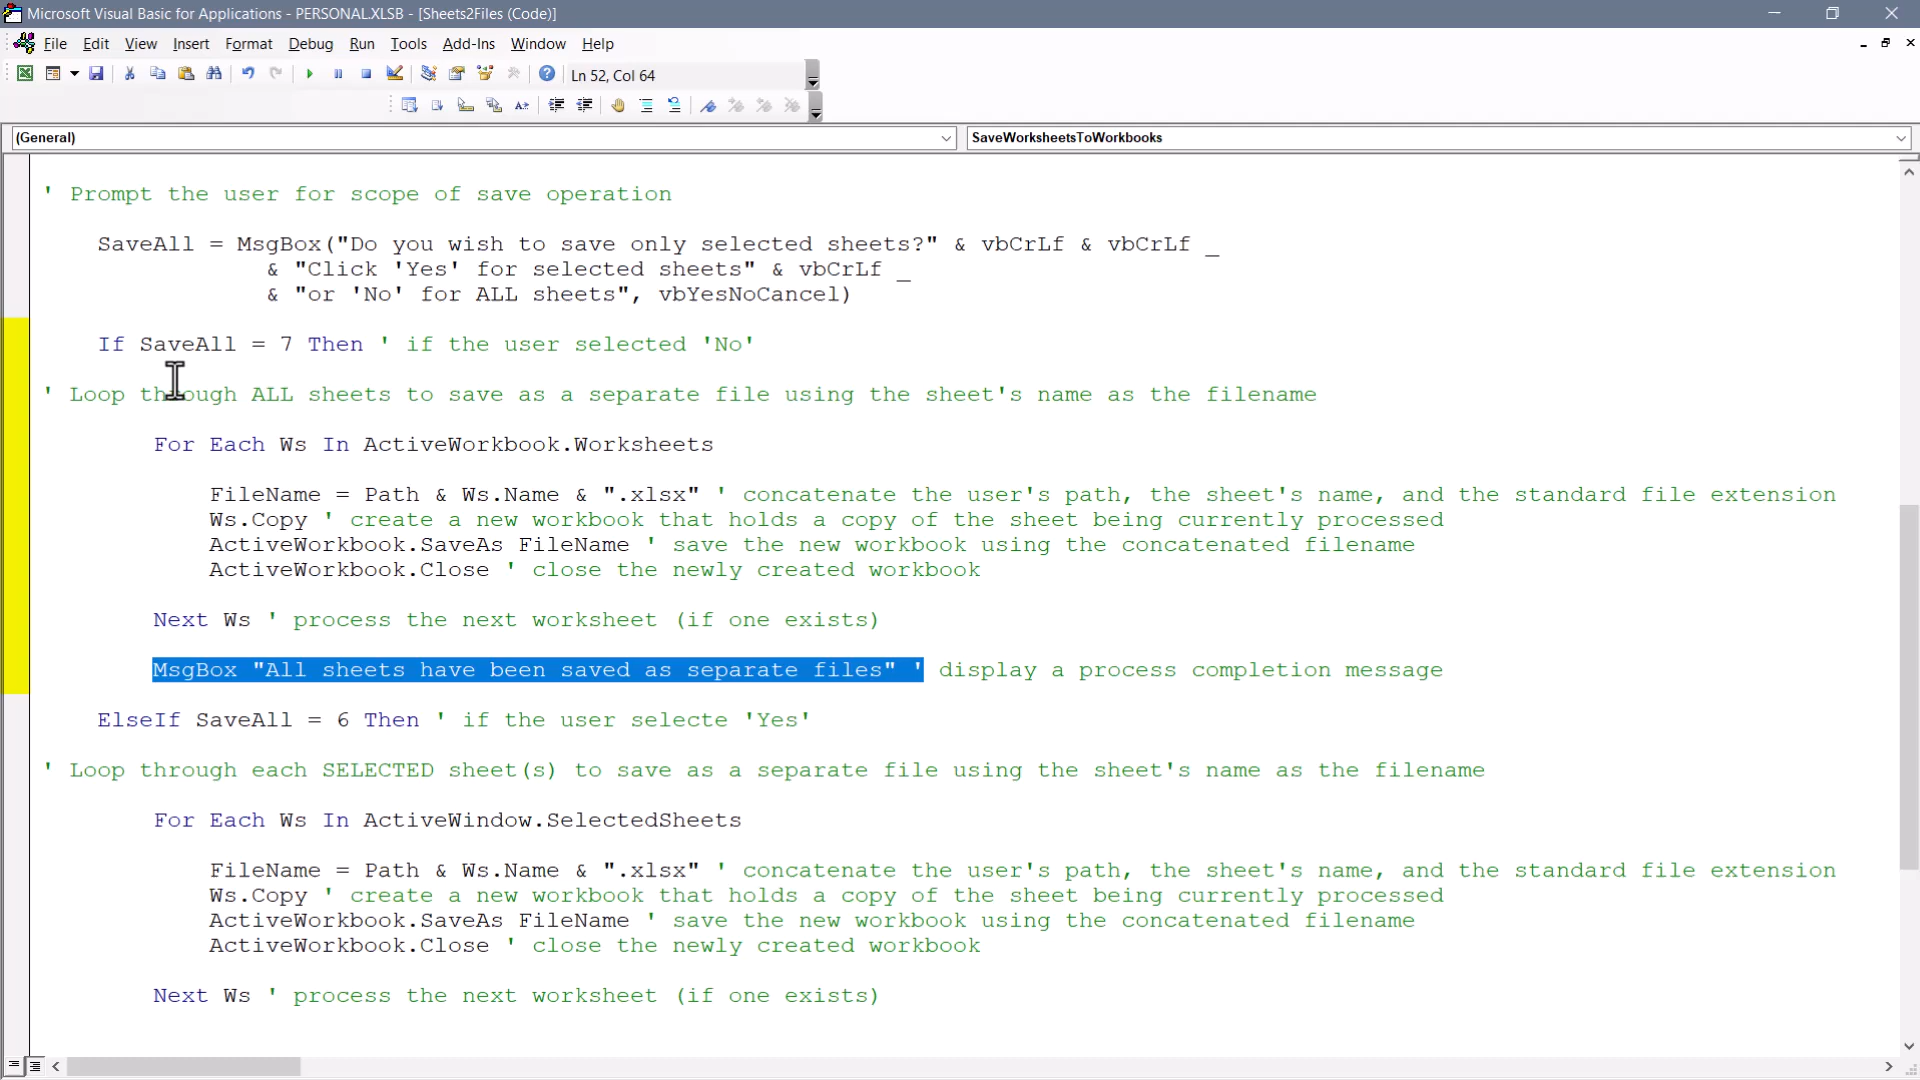 Microsoft Visual Basic for Applications - PERSONAL.XLSB - [Sheets2Files (Code)]
File Edit View Insert Format Debug Run Tools Add-Ins Window Help
Ln 52, Col 64
(General) SaveWorksheetsToWorkbooks
' Prompt the user for scope of save operation
SaveAll = MsgBox("Do you wish to save only selected sheets?" & vbCrLf & vbCrLf _
& "Click 'Yes' for selected sheets" & vbCrLf _
& "or 'No' for ALL sheets", vbYesNoCancel)
If SaveAll = 7 Then ' if the user selected 'No'
' Loop through ALL sheets to save as a separate file using the sheet's name as the filename
For Each Ws In ActiveWorkbook.Worksheets
FileName = Path & Ws.Name & ".xlsx" ' concatenate the user's path, the sheet's name, and the standard file extension
Ws.Copy ' create a new workbook that holds a copy of the sheet being currently processed
ActiveWorkbook.SaveAs FileName ' save the new workbook using the concatenated filename
ActiveWorkbook.Close ' close the newly created workbook
Next Ws ' process the next worksheet (if one exists)
MsgBox "All sheets have been saved as separate files" ' display a process completion message
ElseIf SaveAll = 6 Then ' if the user selecte 'Yes'
' Loop through each SELECTED sheet(s) to save as a separate file using the sheet's name as the filename
For Each Ws In ActiveWindow.SelectedSheets
FileName = Path & Ws.Name & ".xlsx" ' concatenate the user's path, the sheet's name, and the standard file extension
Ws.Copy ' create a new workbook that holds a copy of the sheet being currently processed
ActiveWorkbook.SaveAs FileName ' save the new workbook using the concatenated filename
ActiveWorkbook.Close ' close the newly created workbook
Next Ws ' process the next worksheet (if one exists)